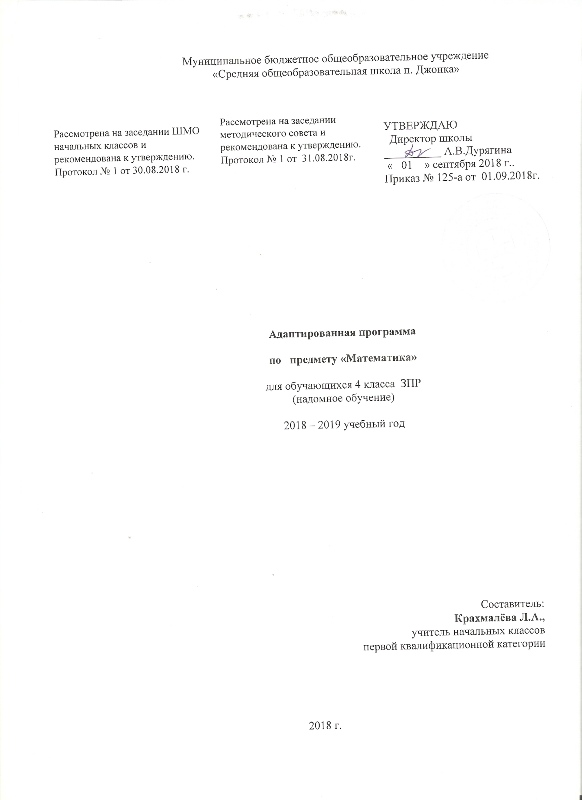 Муниципальное бюджетное общеобразовательное учреждение
«Средняя общеобразовательная школа п. Джонка»
Рассмотрена на заседании ШМО
начальных классов и
рекомендована к утверждению.
Протокол № 1 от 30.08.2018 г.
Рассмотрена на заседании
методического совета и
рекомендована к утверждению.
Протокол № 1 от 31.08.2018г.
УТВЕРЖДАЮ
Директор школы
А.В.Дурягина
« 01 » сентября 2018 г..
Приказ № 125-а от 01.09.2018г.
Адаптированная программа
по предмету «Математика»
для обучающихся 4 класса ЗПР
(надомное обучение)
2018 - 2019 учебный год
Составитель:
Крахмалёва Л.А.,
учитель начальных классов
первой квалификационной категории
2018 г.